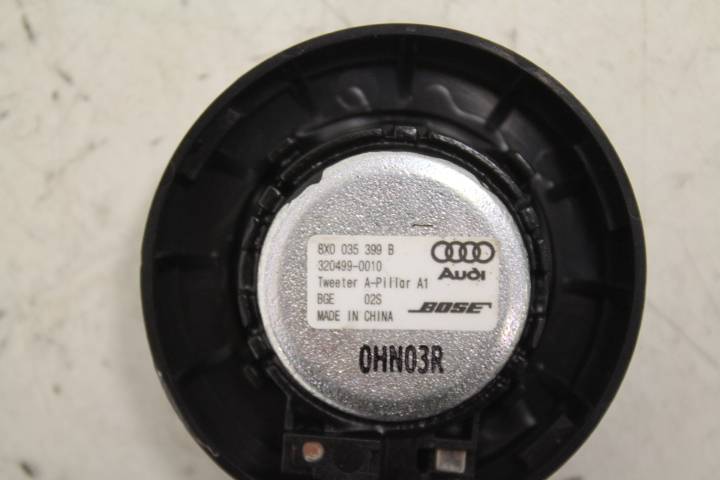 8X0 035 399 B
320499-0010
Tweeter A-Pillar A1
BGE 02S
MADE IN CHINA
Audi
BOSE
0HN03R